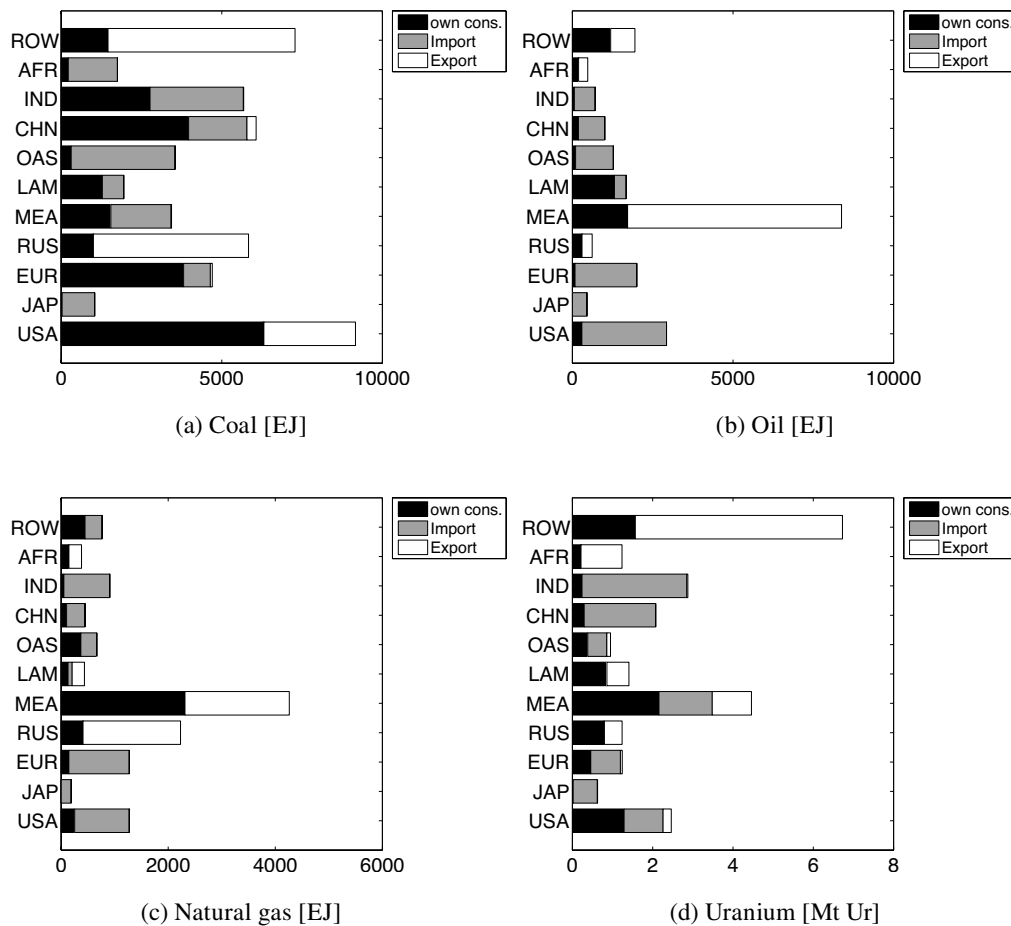 own cons.
Import
Export
ROW
AFR
IND
CHN
OAS
LAM
MEA
RUS
EUR
JAP
USA
0 5000 10000
(a) Coal [EJ]
own cons.
Import
Export
ROW
AFR
IND
CHN
OAS
LAM
MEA
RUS
EUR
JAP
USA
0 5000 10000
(b) Oil [EJ]
own cons.
Import
Export
ROW
AFR
IND
CHN
OAS
LAM
MEA
RUS
EUR
JAP
USA
0 2000 4000 6000
(c) Natural gas [EJ]
own cons.
Import
Export
ROW
AFR
IND
CHN
OAS
LAM
MEA
RUS
EUR
JAP
USA
0 2 4 6 8
(d) Uranium [Mt Ur]